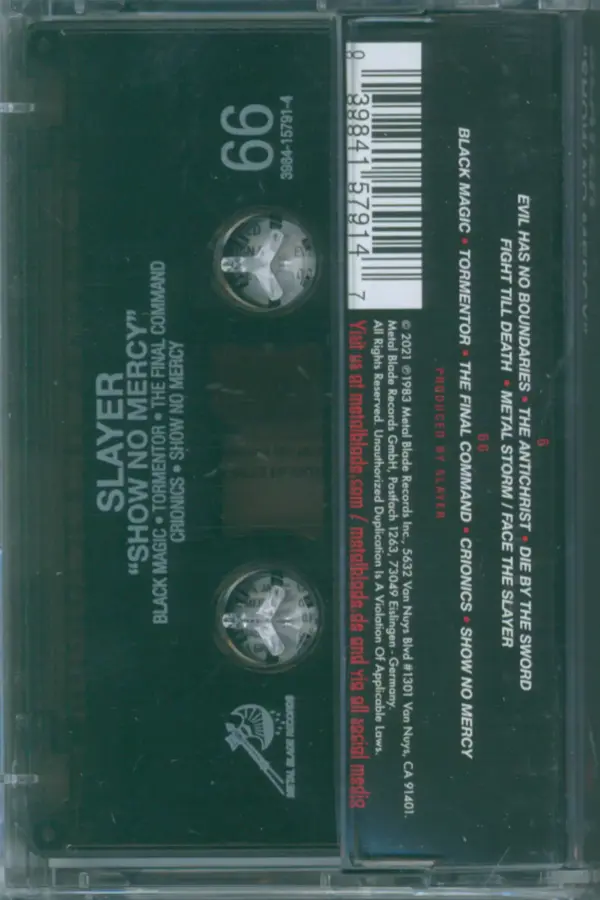 6
EVIL HAS NO BOUNDARIES • THE ANTICHRIST • DIE BY THE SWORD
FIGHT TILL DEATH • METAL STORM / FACE THE SLAYER
66
BLACK MAGIC • TORMENTOR • THE FINAL COMMAND • CRIONICS • SHOW NO MERCY
PRODUCED BY SLAYER
© 2021 ℗1983 Metal Blade Records Inc., 5632 Van Nuys Blvd #1301 Van Nuys, CA 91401.
Metal Blade Records GmbH, Postfach 1263, 73049 Eislingen - Germany.
All Rights Reserved. Unauthorized Duplication Is A Violation Of Applicable Laws.
Visit us at metalblade.com / metalblade.de and via all social media
8 39841 57914 7
3984-15791-4
66
SLAYER
"SHOW NO MERCY"
BLACK MAGIC • TORMENTOR • THE FINAL COMMAND
CRIONICS • SHOW NO MERCY